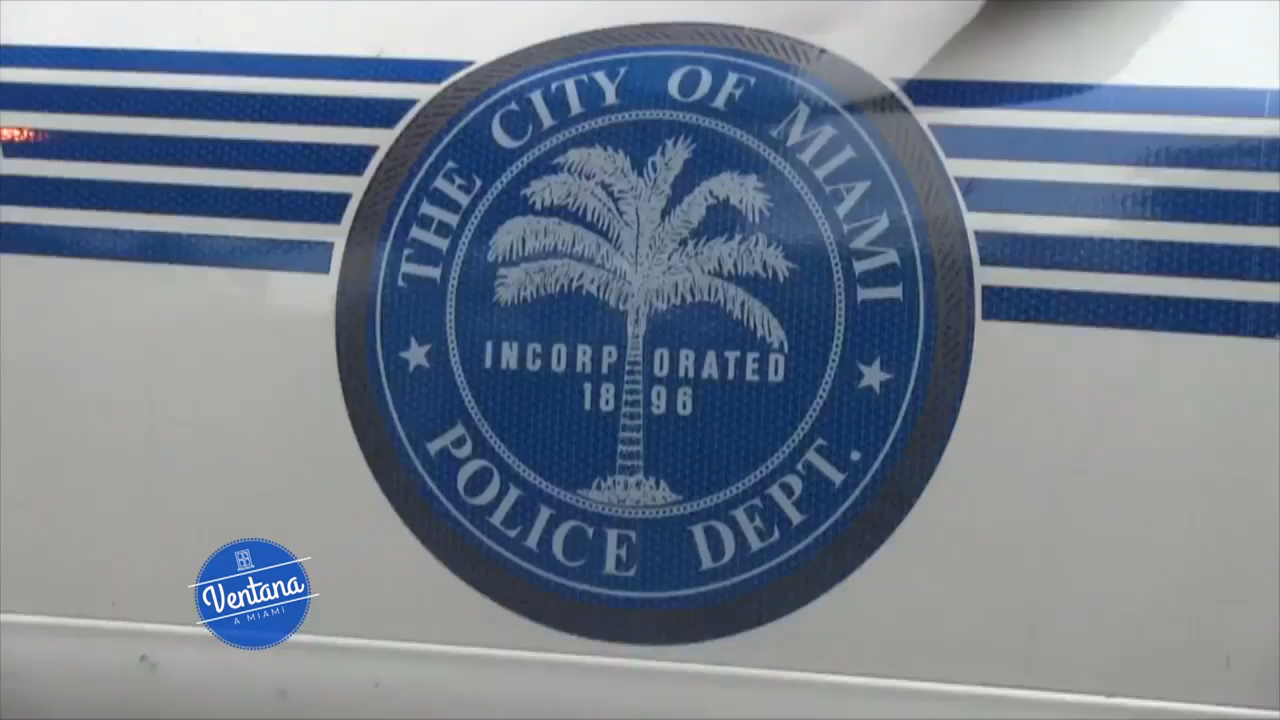 THE CITY OF MIAMI
INCORPORATED
1896
POLICE DEPT.
Ventana
A MIAMI